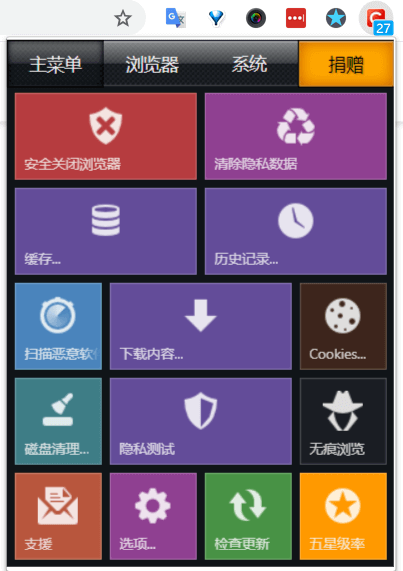 27
主菜单
浏览器
系统
捐赠
安全关闭浏览器
清除隐私数据
缓存...
历史记录...
扫描恶意软
下载内容...
Cookies...
磁盘清理...
隐私测试
无痕浏览
支援
选项...
检查更新
五星级率